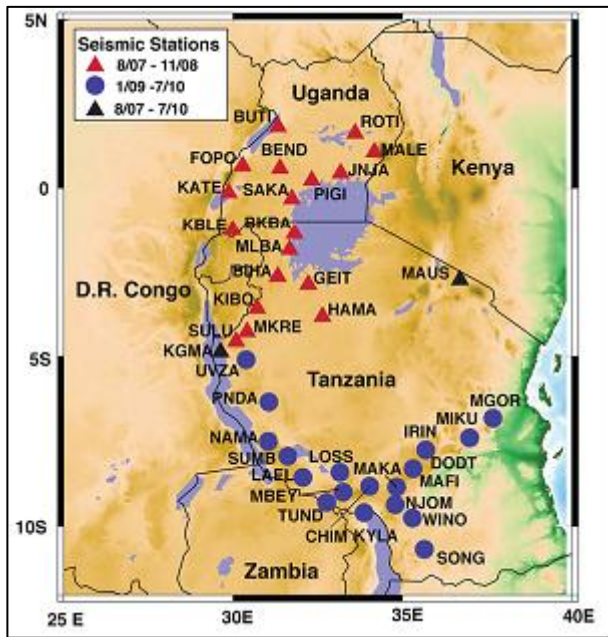 5N
Seismic Stations
8/07 - 11/08
1/09 -7/10
8/07 - 7/10
Uganda
BUTI
ROTI
BEND
MALE
FOPO
JNJA
Kenya
KATE
SAKA
PIGI
0
KBLE
BKBA
MLBA
BIHA
GEIT
MAUS
D.R. Congo
KIBO
HAMA
SULU
MKRE
KGMA
5S
UVZA
Tanzania
PNDA
MGOR
MIKU
NAMA
IRIN
SUMB
LOSS
DODT
LAEL
MAKA
MAFI
MBEY
NJOM
TUND
WINO
10S
CHIM
KYLA
SONG
Zambia
25 E
30E
35E
40E